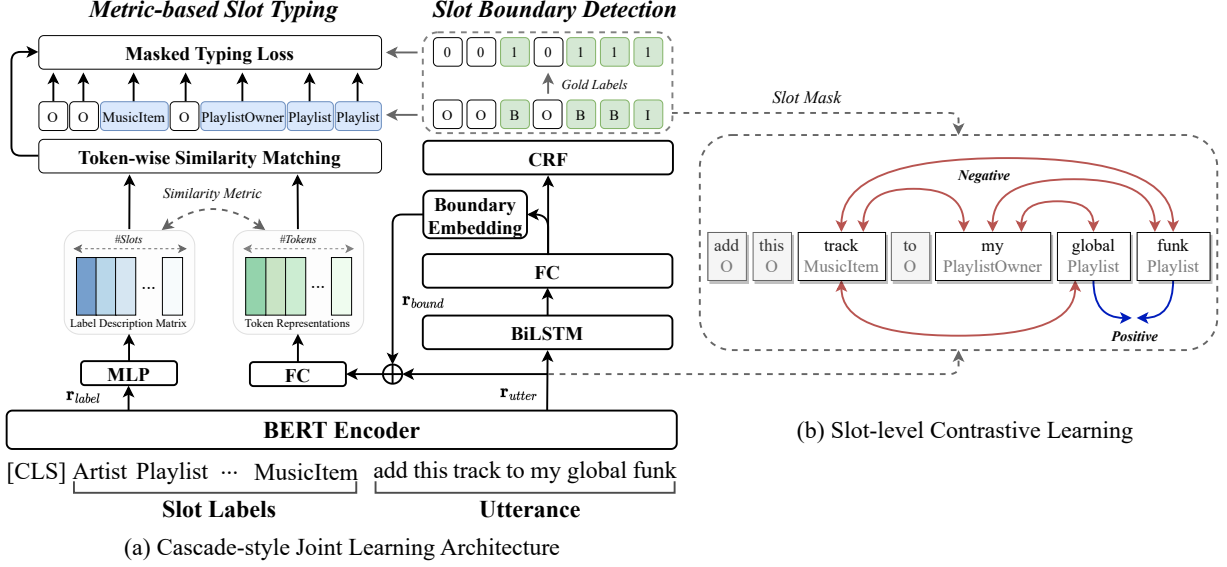 Metric-based Slot Typing
Slot Boundary Detection
Masked Typing Loss
0 0 1 0 1 1 1
Gold Labels
O O MusicItem O PlaylistOwner Playlist Playlist
O O B O B B I
Slot Mask
Token-wise Similarity Matching
CRF
Similarity Metric
Boundary
Embedding
#Slots
#Tokens
...
...
Label Description Matrix
Token Representations
FC
r_bound
BiLSTM
MLP
FC
r_label
r_utter
BERT Encoder
[CLS] Artist Playlist ... MusicItem add this track to my global funk
Slot Labels
Utterance
(a) Cascade-style Joint Learning Architecture
Negative
add this track to my global funk
O O MusicItem O PlaylistOwner Playlist Playlist
Positive
(b) Slot-level Contrastive Learning